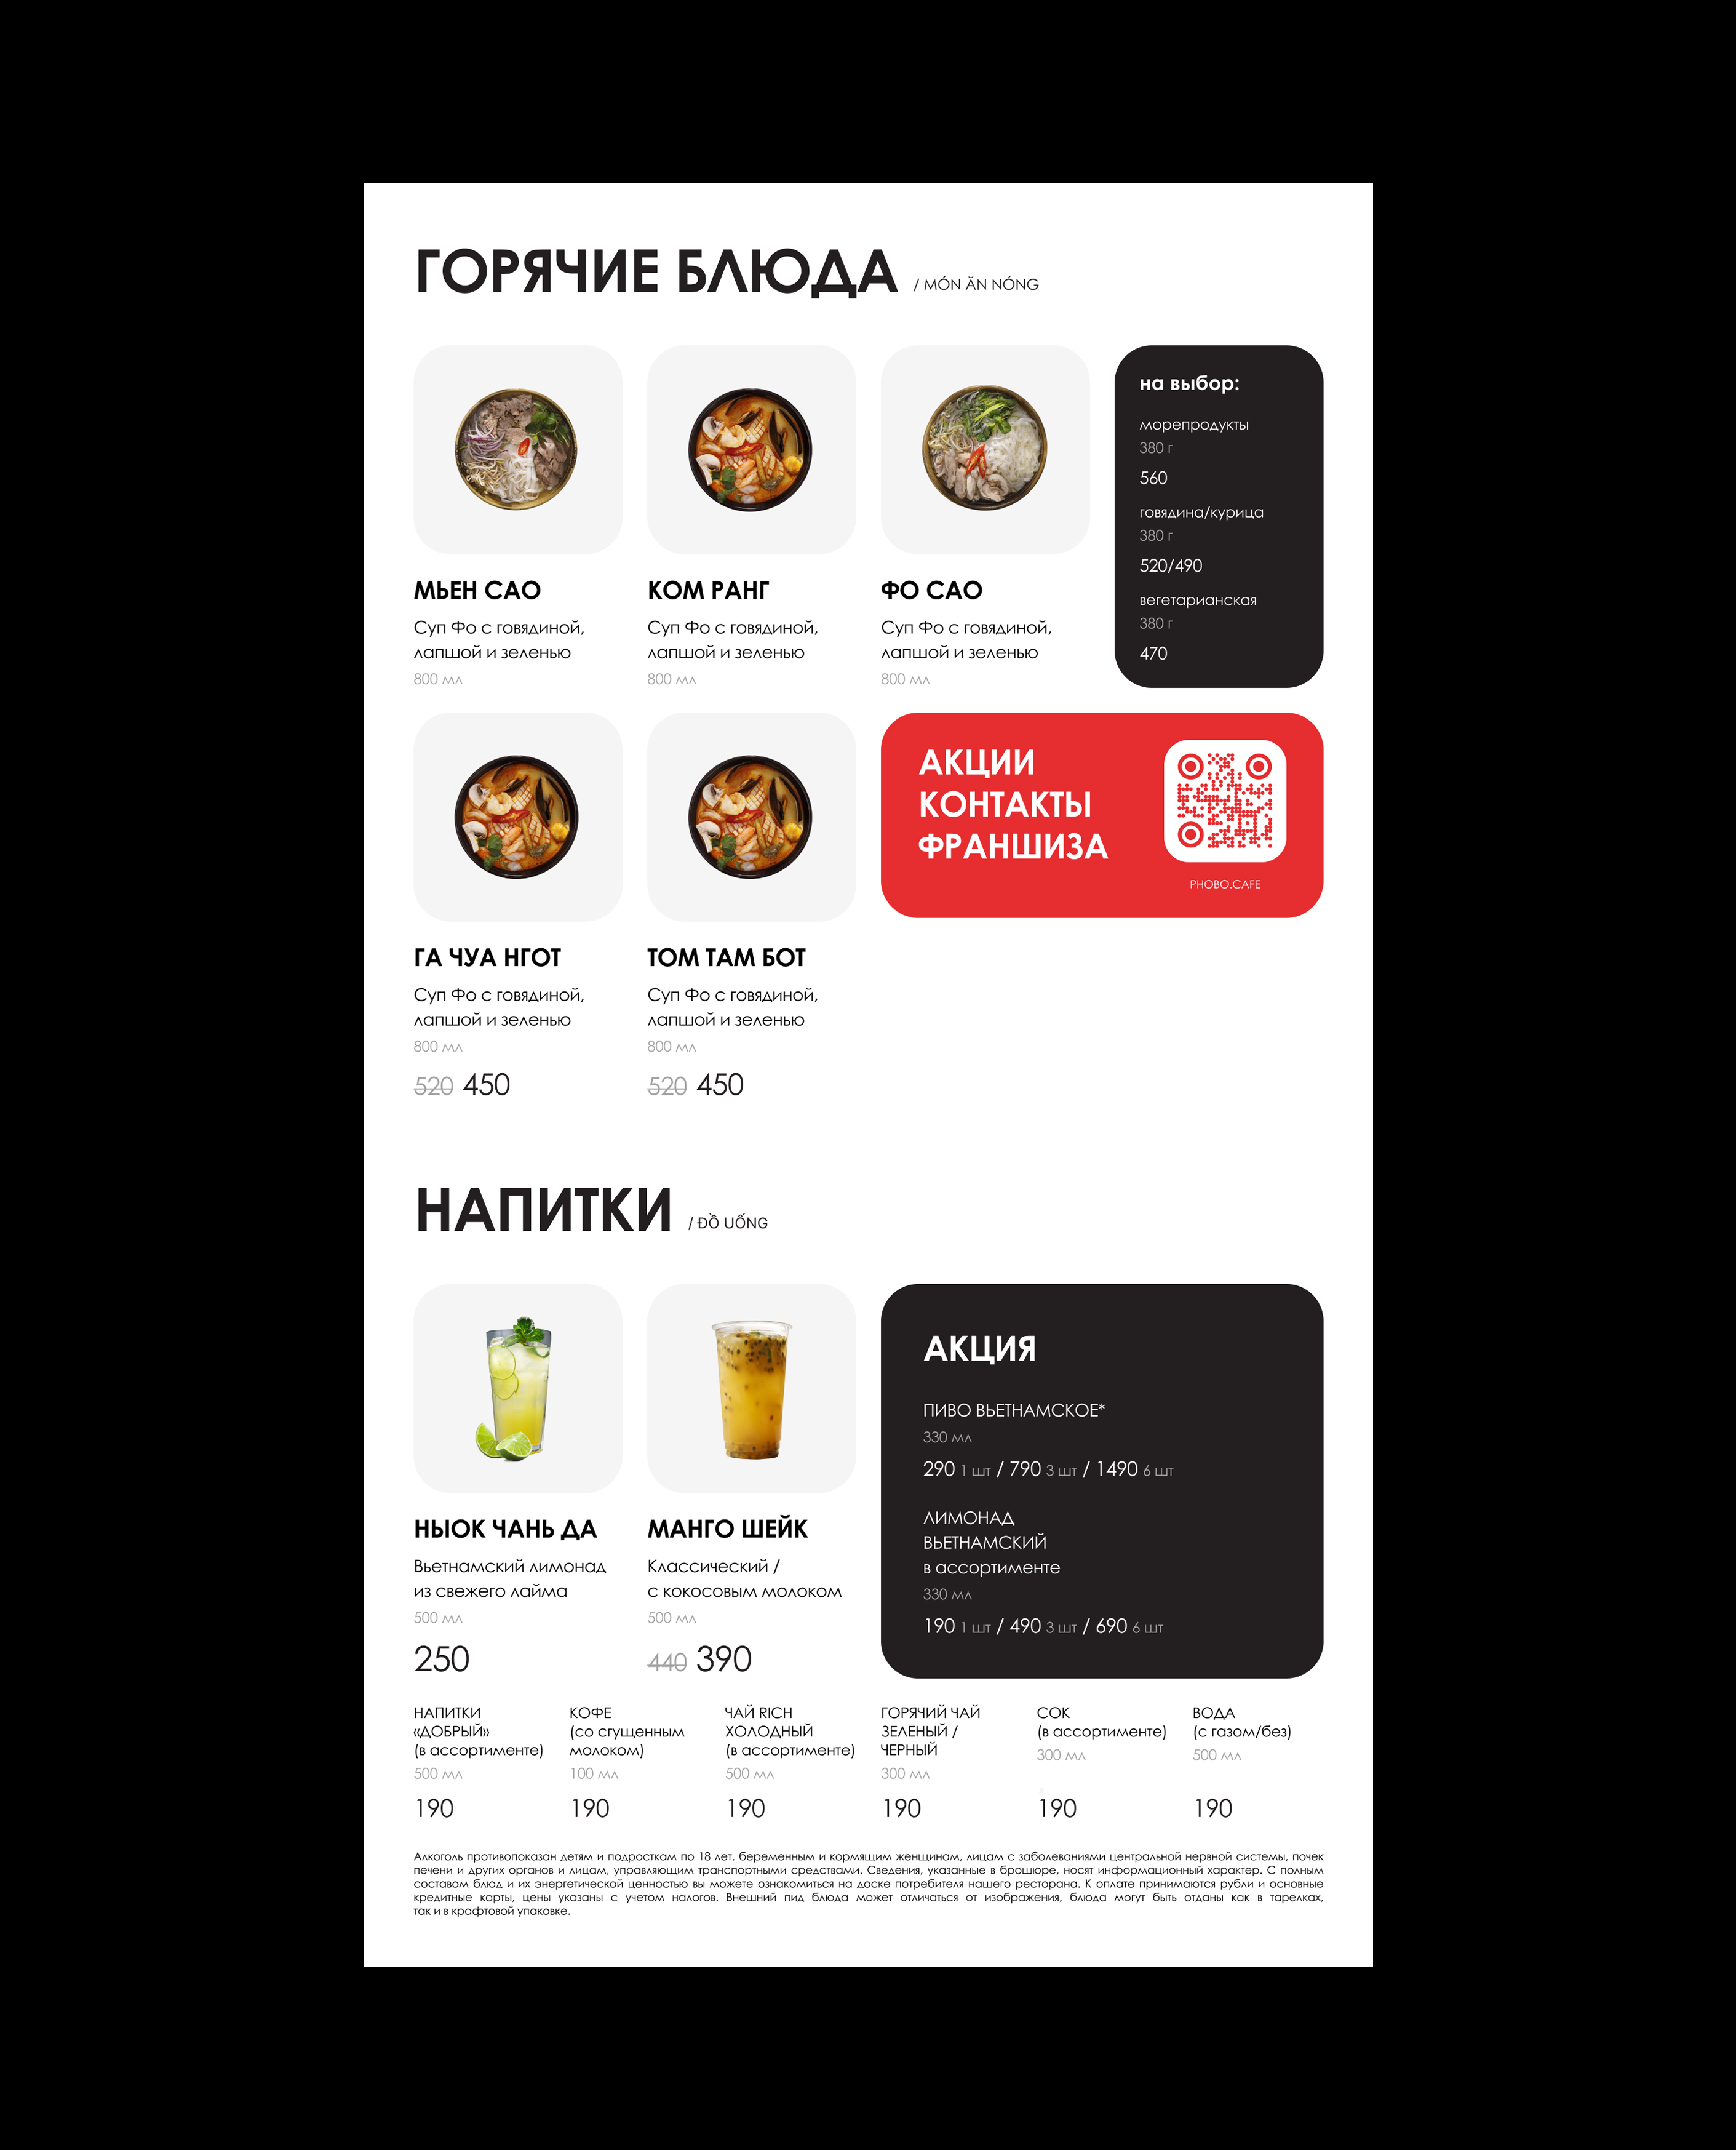 ГОРЯЧИЕ БЛЮДА / MÓN ĂN NÓNG
МЬЕН САО
Суп Фо с говядиной,
лапшой и зеленью
800 мл
КОМ РАНГ
Суп Фо с говядиной,
лапшой и зеленью
800 мл
ФО САО
Суп Фо с говядиной,
лапшой и зеленью
800 мл
на выбор:
морепродукты
380 г
560
говядина/курица
380 г
520/490
вегетарианская
380 г
470
ГА ЧУА НГОТ
Суп Фо с говядиной,
лапшой и зеленью
800 мл
520 450
ТОМ ТАМ БОТ
Суп Фо с говядиной,
лапшой и зеленью
800 мл
520 450
АКЦИИ
КОНТАКТЫ
ФРАНШИЗА
PHOBO.CAFE
НАПИТКИ / ĐỒ UỐNG
НЫОК ЧАНЬ ДА
Вьетнамский лимонад
из свежего лайма
500 мл
250
МАНГО ШЕЙК
Классический /
с кокосовым молоком
500 мл
440 390
АКЦИЯ
ПИВО ВЬЕТНАМСКОЕ*
330 мл
290 1 шт / 790 3 шт / 1490 6 шт
ЛИМОНАД
ВЬЕТНАМСКИЙ
в ассортименте
330 мл
190 1 шт / 490 3 шт / 690 6 шт
НАПИТКИ
«ДОБРЫЙ»
(в ассортименте)
500 мл
190
КОФЕ
(со сгущенным
молоком)
100 мл
190
ЧАЙ RICH
ХОЛОДНЫЙ
(в ассортименте)
500 мл
190
ГОРЯЧИЙ ЧАЙ
ЗЕЛЕНЫЙ /
ЧЕРНЫЙ
300 мл
190
СОК
(в ассортименте)
300 мл
190
ВОДА
(с газом/без)
500 мл
190
Алкоголь противопоказан детям и подросткам по 18 лет. беременным и кормящим женщинам, лицам с заболеваниями центральной нервной системы, почек
печени и других органов и лицам, управляющим транспортными средствами. Сведения, указанные в брошюре, носят информационный характер. С полным
составом блюд и их энергетической ценностью вы можете ознакомиться на доске потребителя нашего ресторана. К оплате принимаются рубли и основные
кредитные карты, цены указаны с учетом налогов. Внешний пид блюда может отличаться от изображения, блюда могут быть отданы как в тарелках,
так и в крафтовой упаковке.